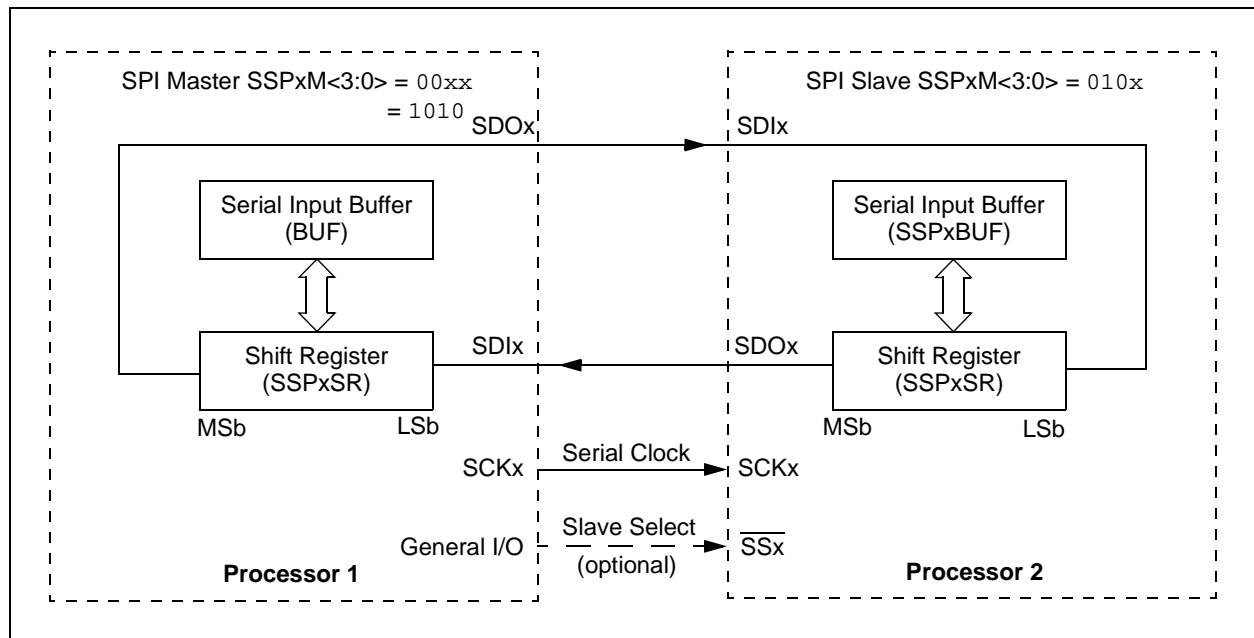 SPI Master SSPxM<3:0> = 00xx
= 1010
SPI Slave SSPxM<3:0> = 010x
SDOx
SDIx
Serial Input Buffer
(BUF)
Serial Input Buffer
(SSPxBUF)
SDIx
SDOx
Shift Register
(SSPxSR)
Shift Register
(SSPxSR)
MSb
LSb
MSb
LSb
SCKx
Serial Clock
SCKx
General I/O
Slave Select
(optional)
SSx
Processor 1
Processor 2